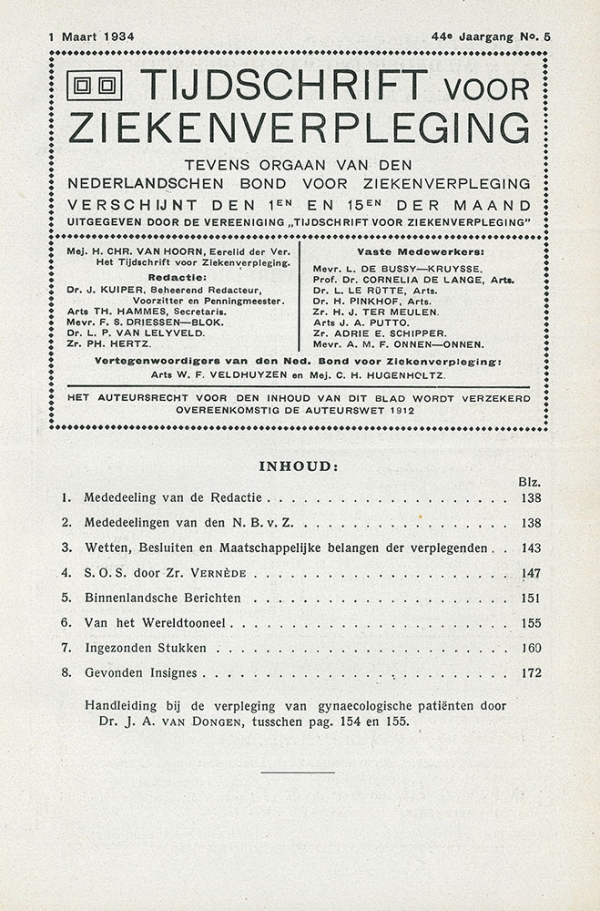 1 Maart 1934 44e Jaargang No. 5
TIJDSCHRIFT VOOR
ZIEKENVERPLEGING
TEVENS ORGAAN VAN DEN
NEDERLANDSCHEN BOND VOOR ZIEKENVERPLEGING
VERSCHIJNT DEN 1EN EN 15EN DER MAAND
UITGEGEVEN DOOR DE VEREENIGING „TIJDSCHRIFT VOOR ZIEKENVERPLEGING"
Mej. H. CHR. VAN HOORN, Eerelid der Ver.
Het Tijdschrift voor Ziekenverpleging.
Redactie:
Dr. J. KUIPER, Beheerend Redacteur,
Voorzitter en Penningmeester.
Arts TH. HAMMES, Secretaris.
Mevr. F. S. DRIESSEN—BLOK.
Dr. L. P. VAN LELYVELD.
Zr. PH. HERTZ.
Vaste Medewerkers:
Mevr. L. DE BUSSY—KRUYSSE.
Prof. Dr. CORNELIA DE LANGE, Arts.
Dr. L. LE RÜTTE, Arts.
Dr. H. PINKHOF, Arts.
Zr. H. J. TER MEULEN.
Arts J. A. PUTTO.
Zr. ADRIE E. SCHIPPER.
Mevr. A. M. F. ONNEN—ONNEN.
Vertegenwoordigers van den Ned. Bond voor Ziekenverpleging:
Arts W. F. VELDHUYZEN en Mej. C. H. HUGENHOLTZ.
HET AUTEURSRECHT VOOR DEN INHOUD VAN DIT BLAD WORDT VERZEKERD
OVEREENKOMSTIG DE AUTEURSWET 1912
INHOUD:
Blz.
1. Mededeeling van de Redactie . . . . . . . . . . . . . . . . . . . . 138
2. Mededeelingen van den N. B. v. Z. . . . . . . . . . . . . . . . . . 138
3. Wetten, Besluiten en Maatschappelijke belangen der verplegenden . . 143
4. S. O. S. door Zr. VERNÈDE . . . . . . . . . . . . . . . . . . . . . 147
5. Binnenlandsche Berichten . . . . . . . . . . . . . . . . . . . . . 151
6. Van het Wereldtooneel . . . . . . . . . . . . . . . . . . . . . . . 155
7. Ingezonden Stukken . . . . . . . . . . . . . . . . . . . . . . . . 160
8. Gevonden Insignes . . . . . . . . . . . . . . . . . . . . . . . . . 172
Handleiding bij de verpleging van gynaecologische patiënten door
Dr. J. A. VAN DONGEN, tusschen pag. 154 en 155.